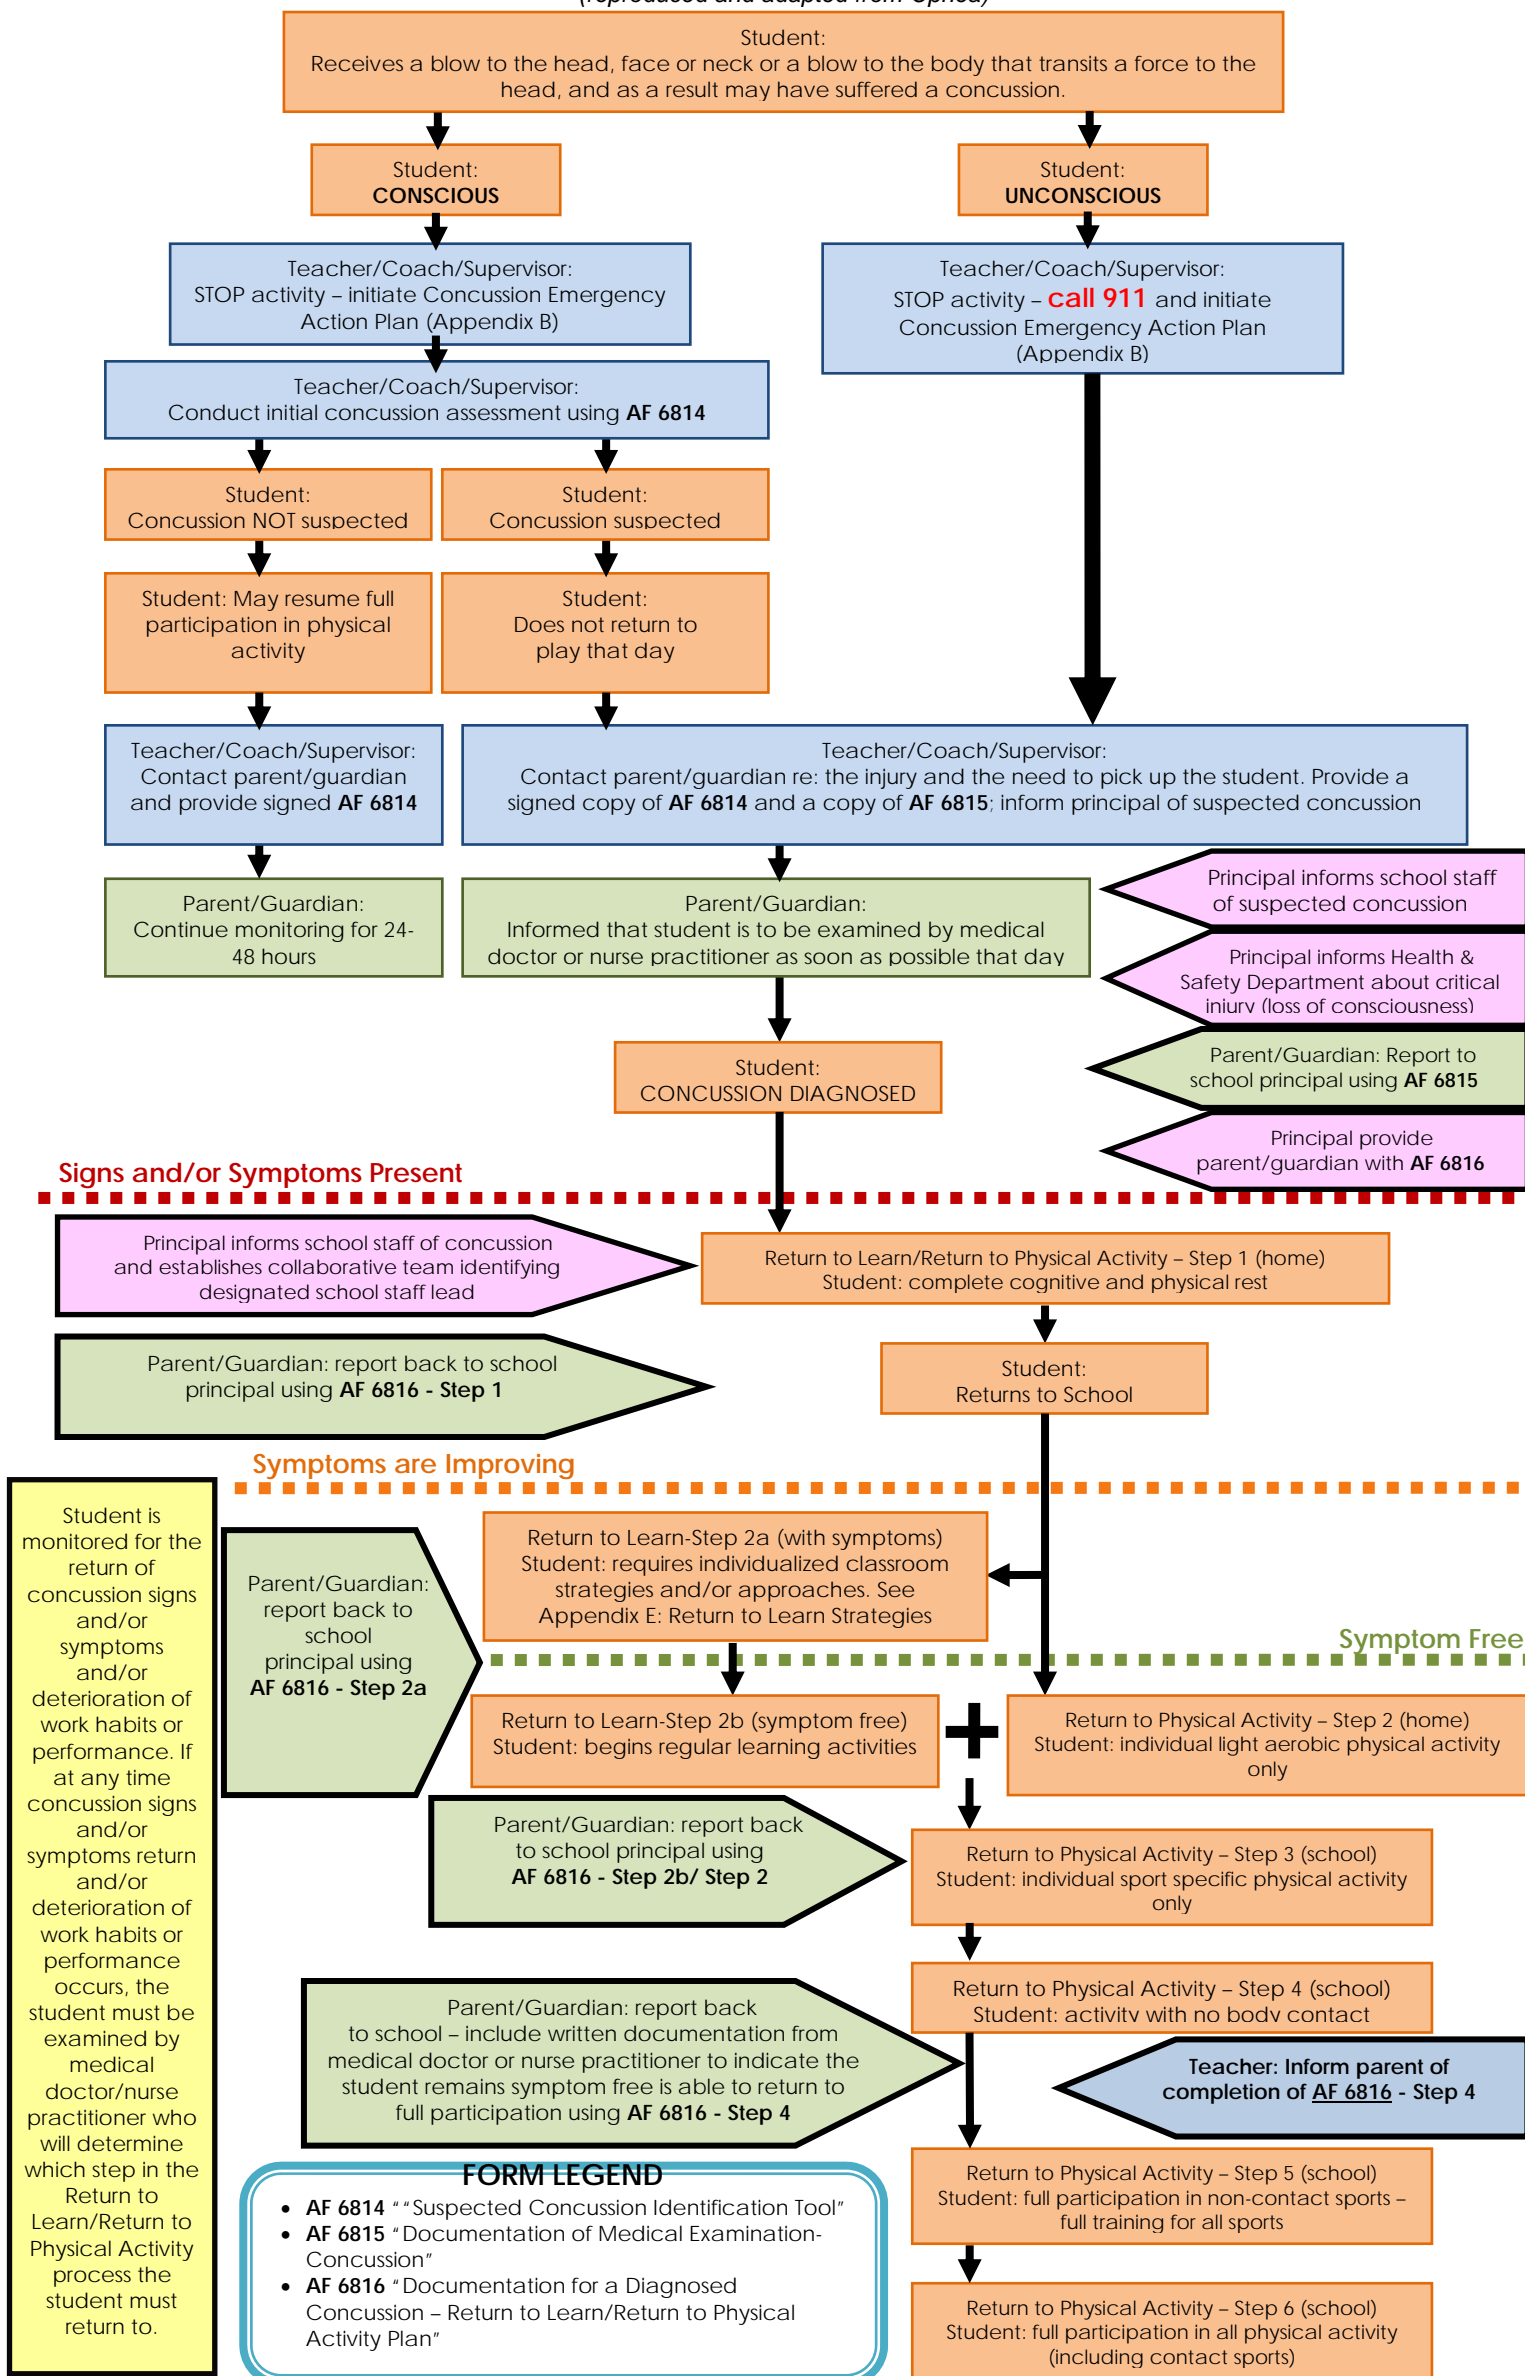 (reproduced and adapted from Ophea)
Student:
Receives a blow to the head, face or neck or a blow to the body that transits a force to the
head, and as a result may have suffered a concussion.
Student:
CONSCIOUS
Student:
UNCONSCIOUS
Teacher/Coach/Supervisor:
STOP activity – initiate Concussion Emergency
Action Plan (Appendix B)
Teacher/Coach/Supervisor:
STOP activity – call 911 and initiate
Concussion Emergency Action Plan
(Appendix B)
Teacher/Coach/Supervisor:
Conduct initial concussion assessment using AF 6814
Student:
Concussion NOT suspected
Student:
Concussion suspected
Student: May resume full
participation in physical
activity
Student:
Does not return to
play that day
Teacher/Coach/Supervisor:
Contact parent/guardian
and provide signed AF 6814
Teacher/Coach/Supervisor:
Contact parent/guardian re: the injury and the need to pick up the student. Provide a
signed copy of AF 6814 and a copy of AF 6815; inform principal of suspected concussion
Parent/Guardian:
Continue monitoring for 24-
48 hours
Parent/Guardian:
Informed that student is to be examined by medical
doctor or nurse practitioner as soon as possible that day
Principal informs school staff
of suspected concussion
Principal informs Health &
Safety Department about critical
injury (loss of consciousness)
Student:
CONCUSSION DIAGNOSED
Parent/Guardian: Report to
school principal using AF 6815
Principal provide
parent/guardian with AF 6816
Signs and/or Symptoms Present
Principal informs school staff of concussion
and establishes collaborative team identifying
designated school staff lead
Return to Learn/Return to Physical Activity – Step 1 (home)
Student: complete cognitive and physical rest
Parent/Guardian: report back to school
principal using AF 6816 - Step 1
Student:
Returns to School
Symptoms are Improving
Student is
monitored for the
return of
concussion signs
and/or
symptoms
and/or
deterioration of
work habits or
performance. If
at any time
concussion signs
and/or
symptoms return
and/or
deterioration of
work habits or
performance
occurs, the
student must be
examined by
medical
doctor/nurse
practitioner who
will determine
which step in the
Return to
Learn/Return to
Physical Activity
process the
student must
return to.
Parent/Guardian:
report back to
school
principal using
AF 6816 - Step 2a
Return to Learn-Step 2a (with symptoms)
Student: requires individualized classroom
strategies and/or approaches. See
Appendix E: Return to Learn Strategies
Symptom Free
Return to Learn-Step 2b (symptom free)
Student: begins regular learning activities
Return to Physical Activity – Step 2 (home)
Student: individual light aerobic physical activity
only
Parent/Guardian: report back
to school principal using
AF 6816 - Step 2b/ Step 2
Return to Physical Activity – Step 3 (school)
Student: individual sport specific physical activity
only
Return to Physical Activity – Step 4 (school)
Student: activity with no body contact
Parent/Guardian: report back
to school – include written documentation from
medical doctor or nurse practitioner to indicate the
student remains symptom free is able to return to
full participation using AF 6816 - Step 4
Teacher: Inform parent of
completion of AF 6816 - Step 4
Return to Physical Activity – Step 5 (school)
Student: full participation in non-contact sports –
full training for all sports
FORM LEGEND
• AF 6814 “ “Suspected Concussion Identification Tool”
• AF 6815 “Documentation of Medical Examination-
Concussion”
• AF 6816 “Documentation for a Diagnosed
Concussion – Return to Learn/Return to Physical
Activity Plan”
Return to Physical Activity – Step 6 (school)
Student: full participation in all physical activity
(including contact sports)